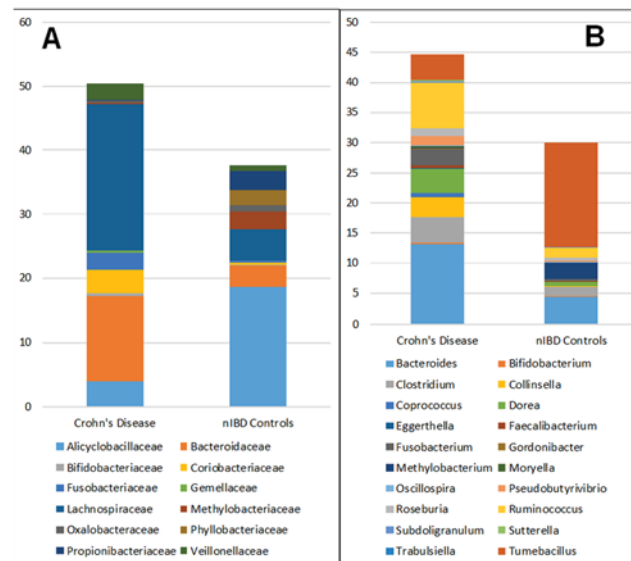 A
60
50
40
30
20
10
0
Crohn's Disease nIBD Controls
Alicyclobacillaceae Bacteroidaceae
Bifidobacteriaceae Coriobacteriaceae
Fusobacteriaceae Gemellaceae
Lachnospiraceae Methylobacteriaceae
Oxalobacteraceae Phyllobacteriaceae
Propionibacteriaceae Veillonellaceae
B
50
45
40
35
30
25
20
15
10
5
0
Crohn's Disease nIBD Controls
Bacteroides Bifidobacterium
Clostridium Collinsella
Coprococcus Dorea
Eggerthella Faecalibacterium
Fusobacterium Gordonibacter
Methylobacterium Moryella
Oscillospira Pseudobutyrivibrio
Roseburia Ruminococcus
Subdoligranulum Sutterella
Trabulsiella Tumebacillus